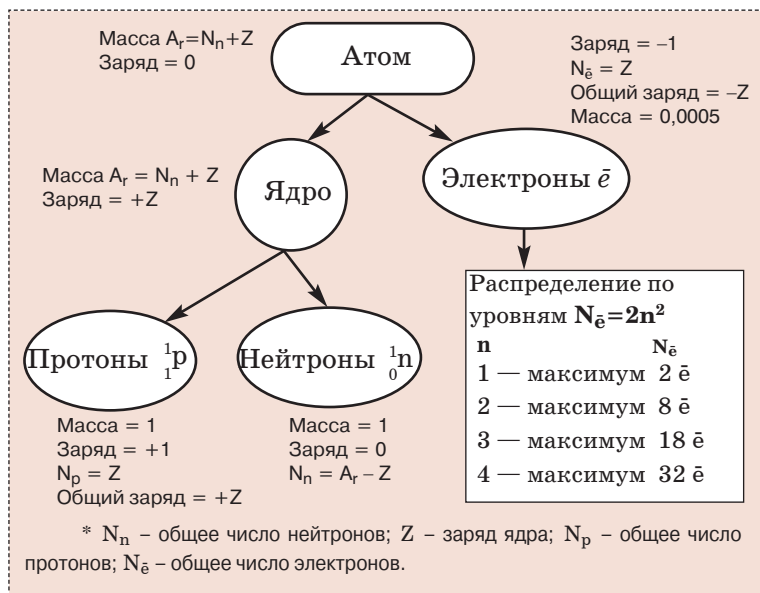 Масса Aᵣ=Nₙ+Z
Заряд = 0
Атом
Заряд = –1
Nē = Z
Общий заряд = –Z
Масса = 0,0005
Масса Aᵣ = Nₙ + Z
Заряд = +Z
Ядро
Электроны ē
Протоны ¹₁p
Нейтроны ¹₀n
Масса = 1
Заряд = +1
Nₚ = Z
Общий заряд = +Z
Масса = 1
Заряд = 0
Nₙ = Aᵣ – Z
Распределение по
уровням Nē=2n²
n Nē
1 — максимум 2 ē
2 — максимум 8 ē
3 — максимум 18 ē
4 — максимум 32 ē
* Nₙ – общее число нейтронов; Z – заряд ядра; Nₚ – общее число
протонов; Nē – общее число электронов.